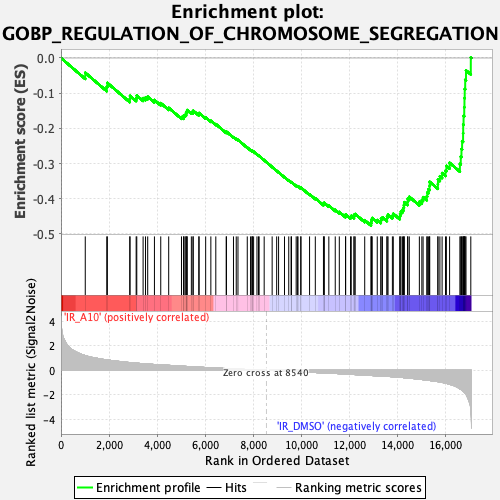 Enrichment plot:
GOBP_REGULATION_OF_CHROMOSOME_SEGREGATION
Enrichment score (ES)
0.0
-0.1
-0.2
-0.3
-0.4
-0.5
'IR_A10' (positively correlated)
Ranked list metric (Signal2Noise)
4
2
0
-2
-4
Zero cross at 8540
'IR_DMSO' (negatively correlated)
0
2,000
4,000
6,000
8,000
10,000
12,000
14,000
16,000
Rank in Ordered Dataset
Enrichment profile
Hits
Ranking metric scores